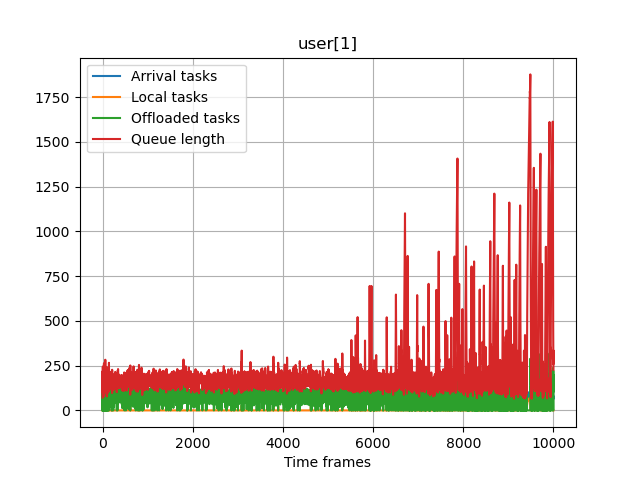 user[1]
Arrival tasks
Local tasks
Offloaded tasks
Queue length
1750
1500
1250
1000
750
500
250
0
0 2000 4000 6000 8000 10000
Time frames